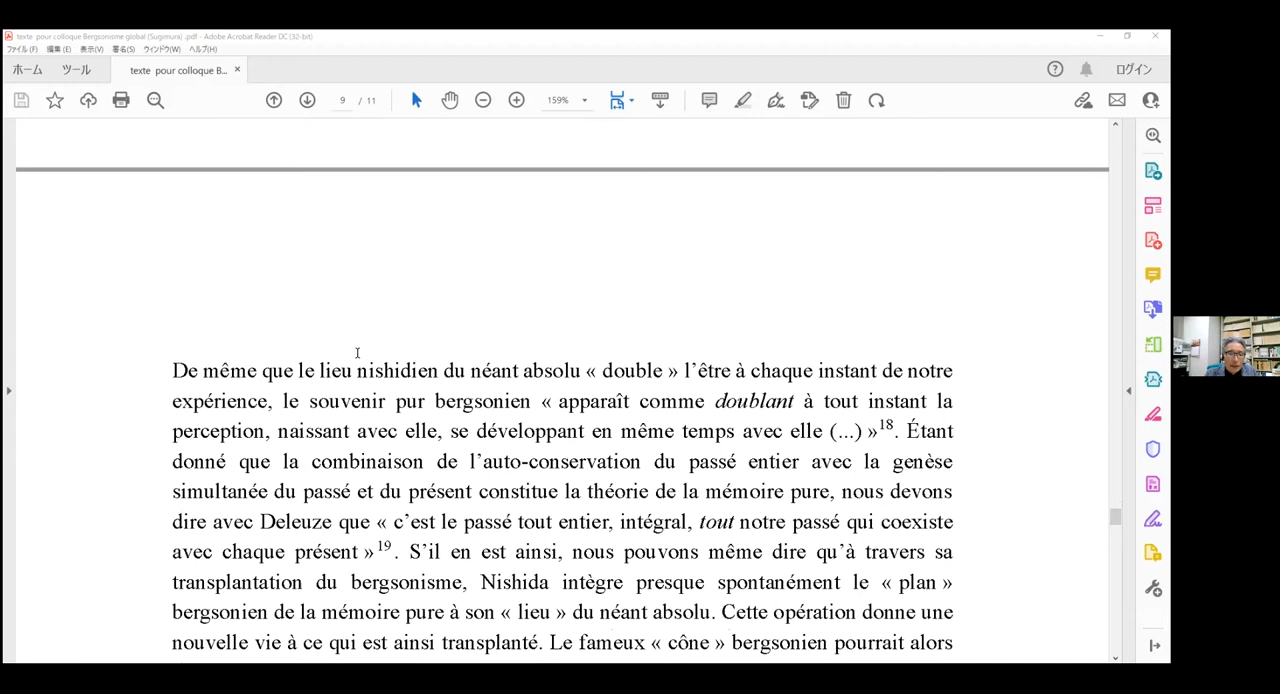 texte pour colloque Bergsonisme global (Sugimura) .pdf - Adobe Acrobat Reader DC (32-bit)
ファイル(F) 編集(E) 表示(V) 署名(S) ウィンドウ(W) ヘルプ(H)
ホーム ツール texte pour colloque B... × ログイン
9 / 11 159%
De même que le lieu nishidien du néant absolu « double » l’être à chaque instant de notre
expérience, le souvenir pur bergsonien « apparaît comme doublant à tout instant la
perception, naissant avec elle, se développant en même temps avec elle (...) »18. Étant
donné que la combinaison de l’auto-conservation du passé entier avec la genèse
simultanée du passé et du présent constitue la théorie de la mémoire pure, nous devons
dire avec Deleuze que « c’est le passé tout entier, intégral, tout notre passé qui coexiste
avec chaque présent »19. S’il en est ainsi, nous pouvons même dire qu’à travers sa
transplantation du bergsonisme, Nishida intègre presque spontanément le « plan »
bergsonien de la mémoire pure à son « lieu » du néant absolu. Cette opération donne une
nouvelle vie à ce qui est ainsi transplanté. Le fameux « cône » bergsonien pourrait alors